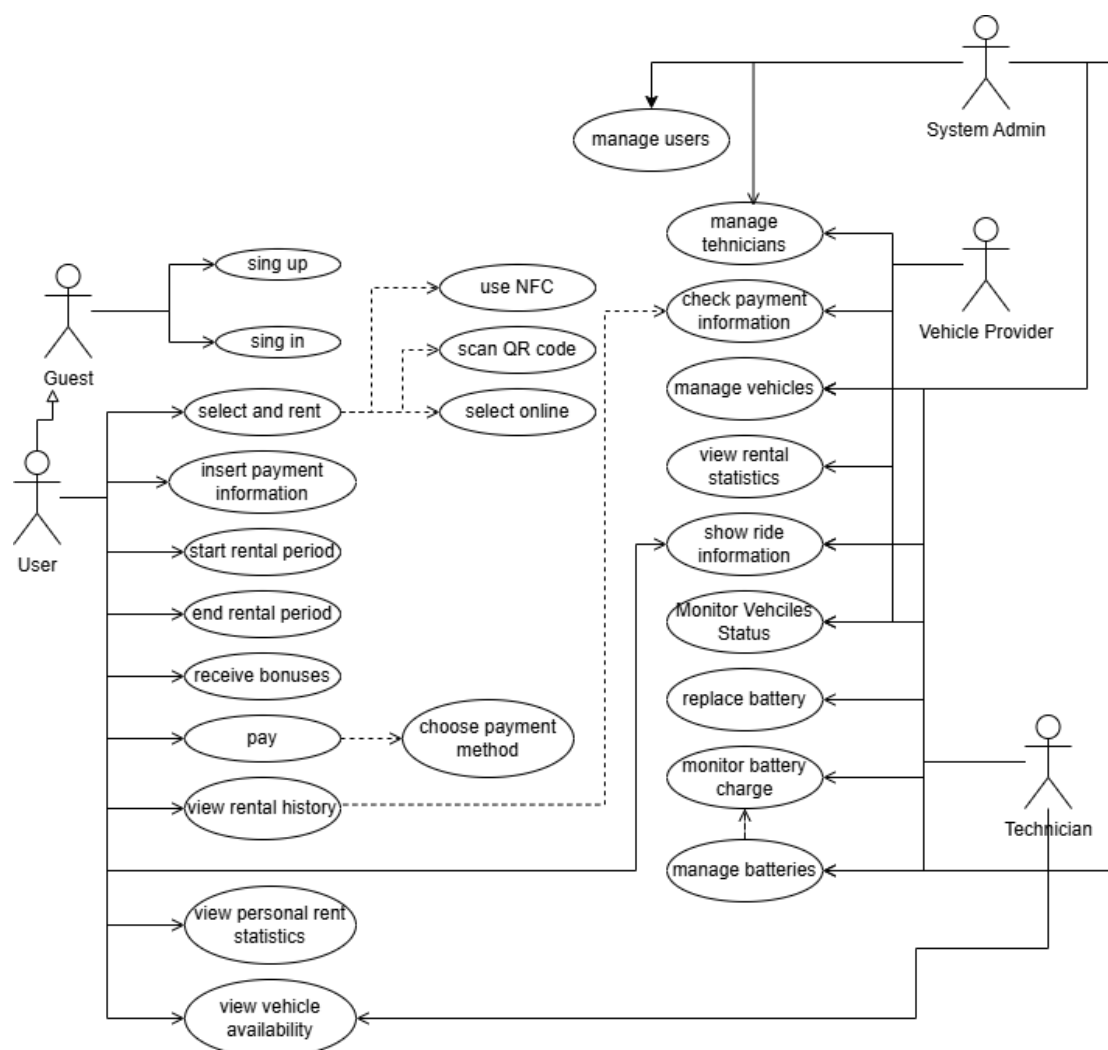 System Admin
manage users
manage
tehnicians
Vehicle Provider
sing up
use NFC
check payment
information
sing in
scan QR code
Guest
manage vehicles
select and rent
select online
view rental
statistics
insert payment
information
User
start rental period
show ride
information
end rental period
Monitor Vehciles
Status
receive bonuses
replace battery
pay
choose payment
method
monitor battery
charge
view rental history
Technician
manage batteries
view personal rent
statistics
view vehicle
availability